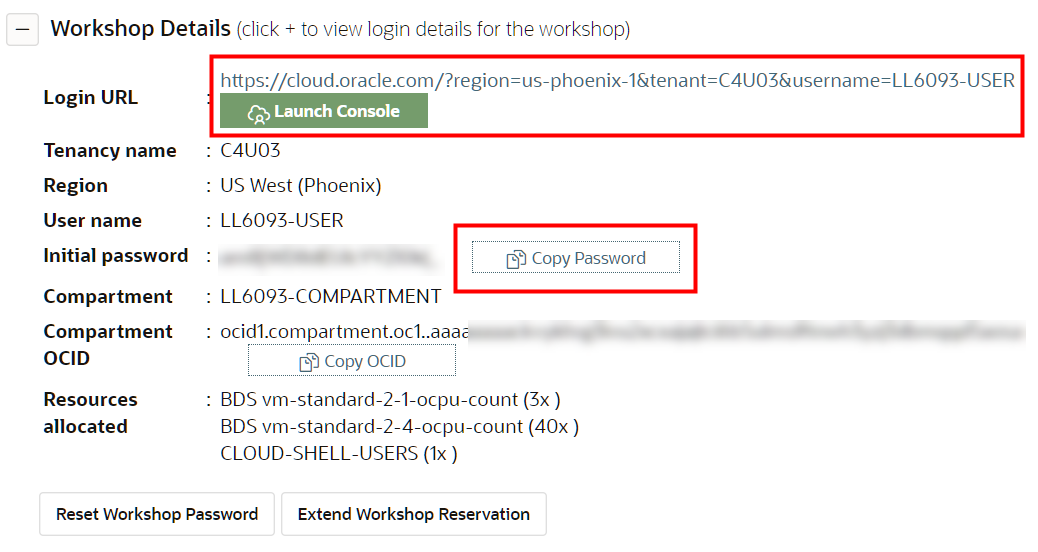 Workshop Details (click + to view login details for the workshop)
Login URL : https://cloud.oracle.com/?region=us-phoenix-1&tenant=C4U03&username=LL6093-USER
Launch Console
Tenancy name : C4U03
Region : US West (Phoenix)
User name : LL6093-USER
Initial password : Copy Password
Compartment : LL6093-COMPARTMENT
Compartment OCID : ocid1.compartment.oc1..aaaa
Copy OCID
Resources allocated : BDS vm-standard-2-1-ocpu-count (3x )
BDS vm-standard-2-4-ocpu-count (40x )
CLOUD-SHELL-USERS (1x )
Reset Workshop Password Extend Workshop Reservation